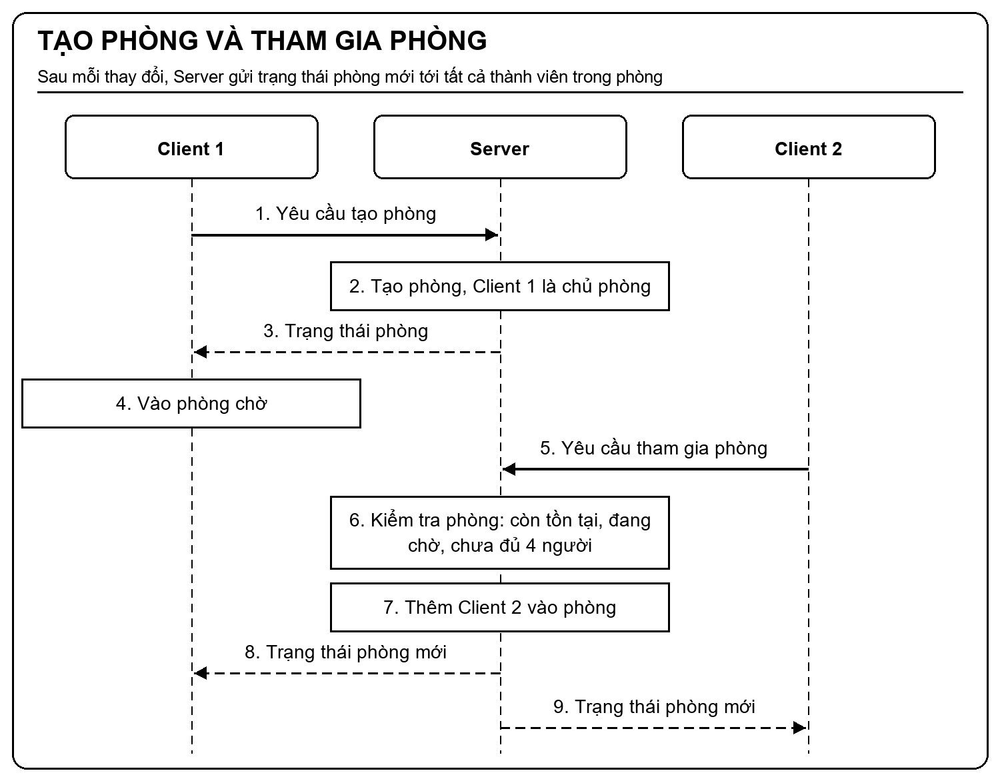 TẠO PHÒNG VÀ THAM GIA PHÒNG
Sau mỗi thay đổi, Server gửi trạng thái phòng mới tới tất cả thành viên trong phòng
Client 1
Server
Client 2
1. Yêu cầu tạo phòng
2. Tạo phòng, Client 1 là chủ phòng
3. Trạng thái phòng
4. Vào phòng chờ
5. Yêu cầu tham gia phòng
6. Kiểm tra phòng: còn tồn tại, đang
chờ, chưa đủ 4 người
7. Thêm Client 2 vào phòng
8. Trạng thái phòng mới
9. Trạng thái phòng mới